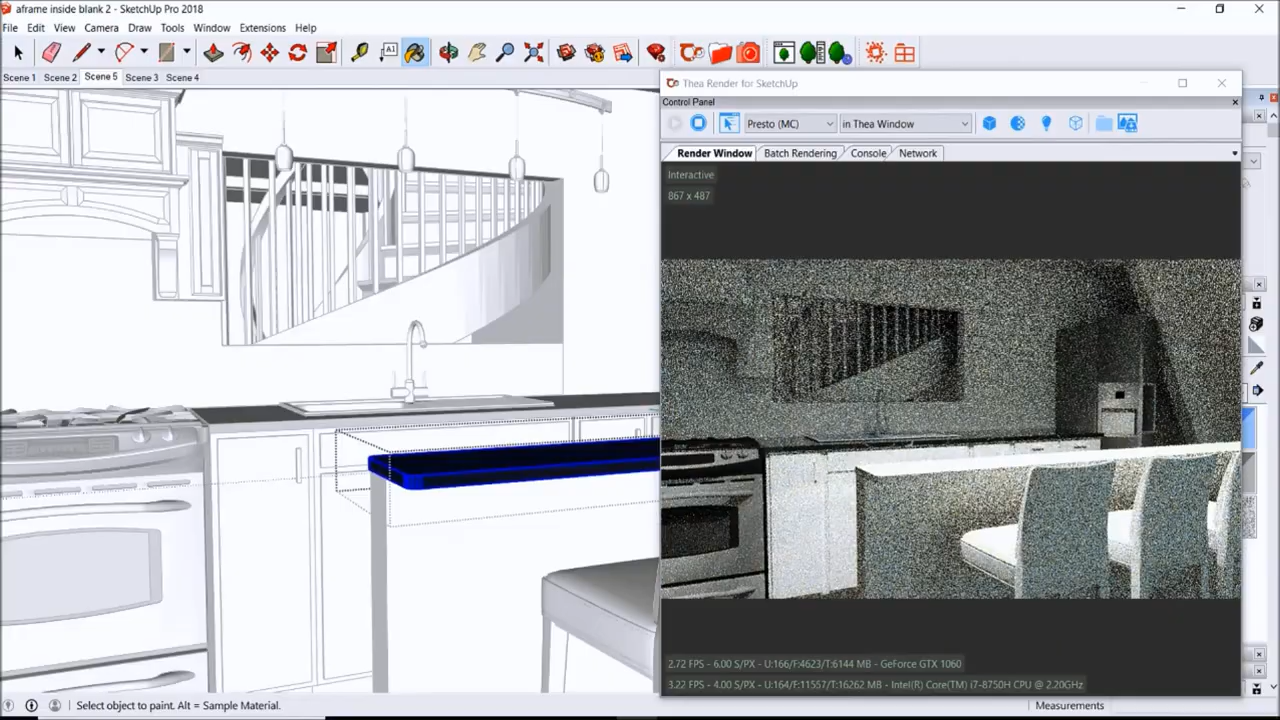 aframe inside blank 2 - SketchUp Pro 2018
File Edit View Camera Draw Tools Window Extensions Help
A1
Scene 1 Scene 2 Scene 5 Scene 3 Scene 4
Thea Render for SketchUp
Control Panel
Presto (MC) in Thea Window
Render Window Batch Rendering Console Network
Interactive
867 x 487
2.72 FPS - 6.00 S/PX - U:166/F:4623/T:6144 MB - GeForce GTX 1060
3.22 FPS - 4.00 S/PX - U:164/F:11557/T:16262 MB - Intel(R) Core(TM) i7-8750H CPU @ 2.20GHz
Select object to paint. Alt = Sample Material.
Measurements